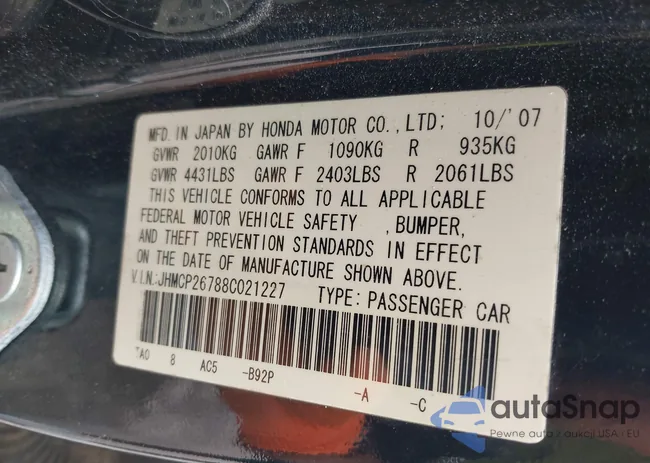 MFD. IN JAPAN BY HONDA MOTOR CO.,LTD; 10/'07
GVWR 2010KG GAWR F 1090KG R 935KG
GVWR 4431LBS GAWR F 2403LBS R 2061LBS
THIS VEHICLE CONFORMS TO ALL APPLICABLE
FEDERAL MOTOR VEHICLE SAFETY ,BUMPER,
AND THEFT PREVENTION STANDARDS IN EFFECT
ON THE DATE OF MANUFACTURE SHOWN ABOVE.
V.I.N:JHMCP26788C021227 TYPE: PASSENGER CAR
TA0 8 AC5 -B92P -A -C
autoSnap
Pewne auta z aukcji USA i EU